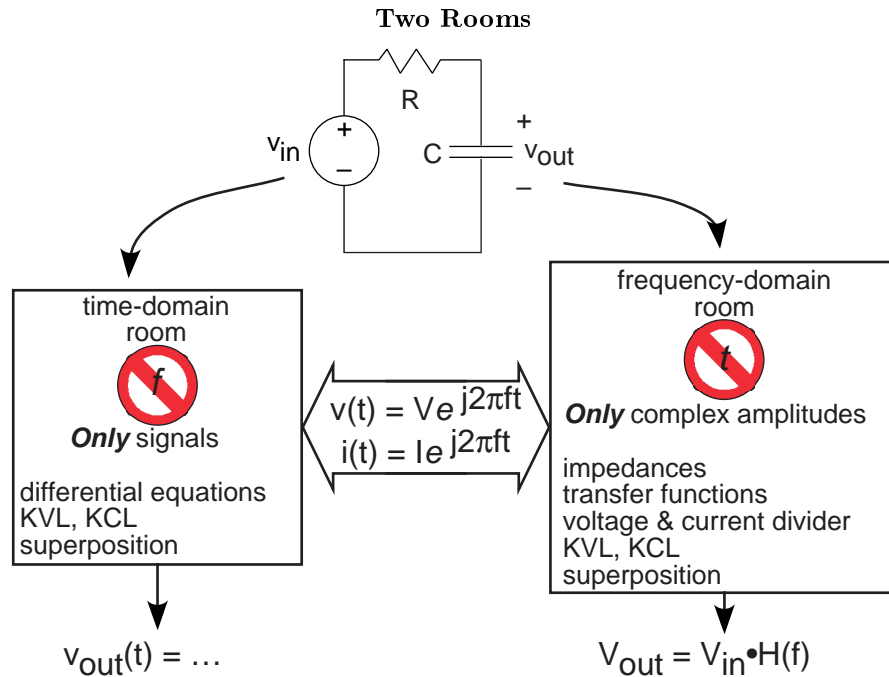 Two Rooms
R
+
v_in
–
C
+
v_out
–
time-domain
room
f
Only signals
differential equations
KVL, KCL
superposition
v_out(t) = …
v(t) = Ve^j2πft
i(t) = Ie^j2πft
frequency-domain
room
t
Only complex amplitudes
impedances
transfer functions
voltage & current divider
KVL, KCL
superposition
V_out = V_in•H(f)